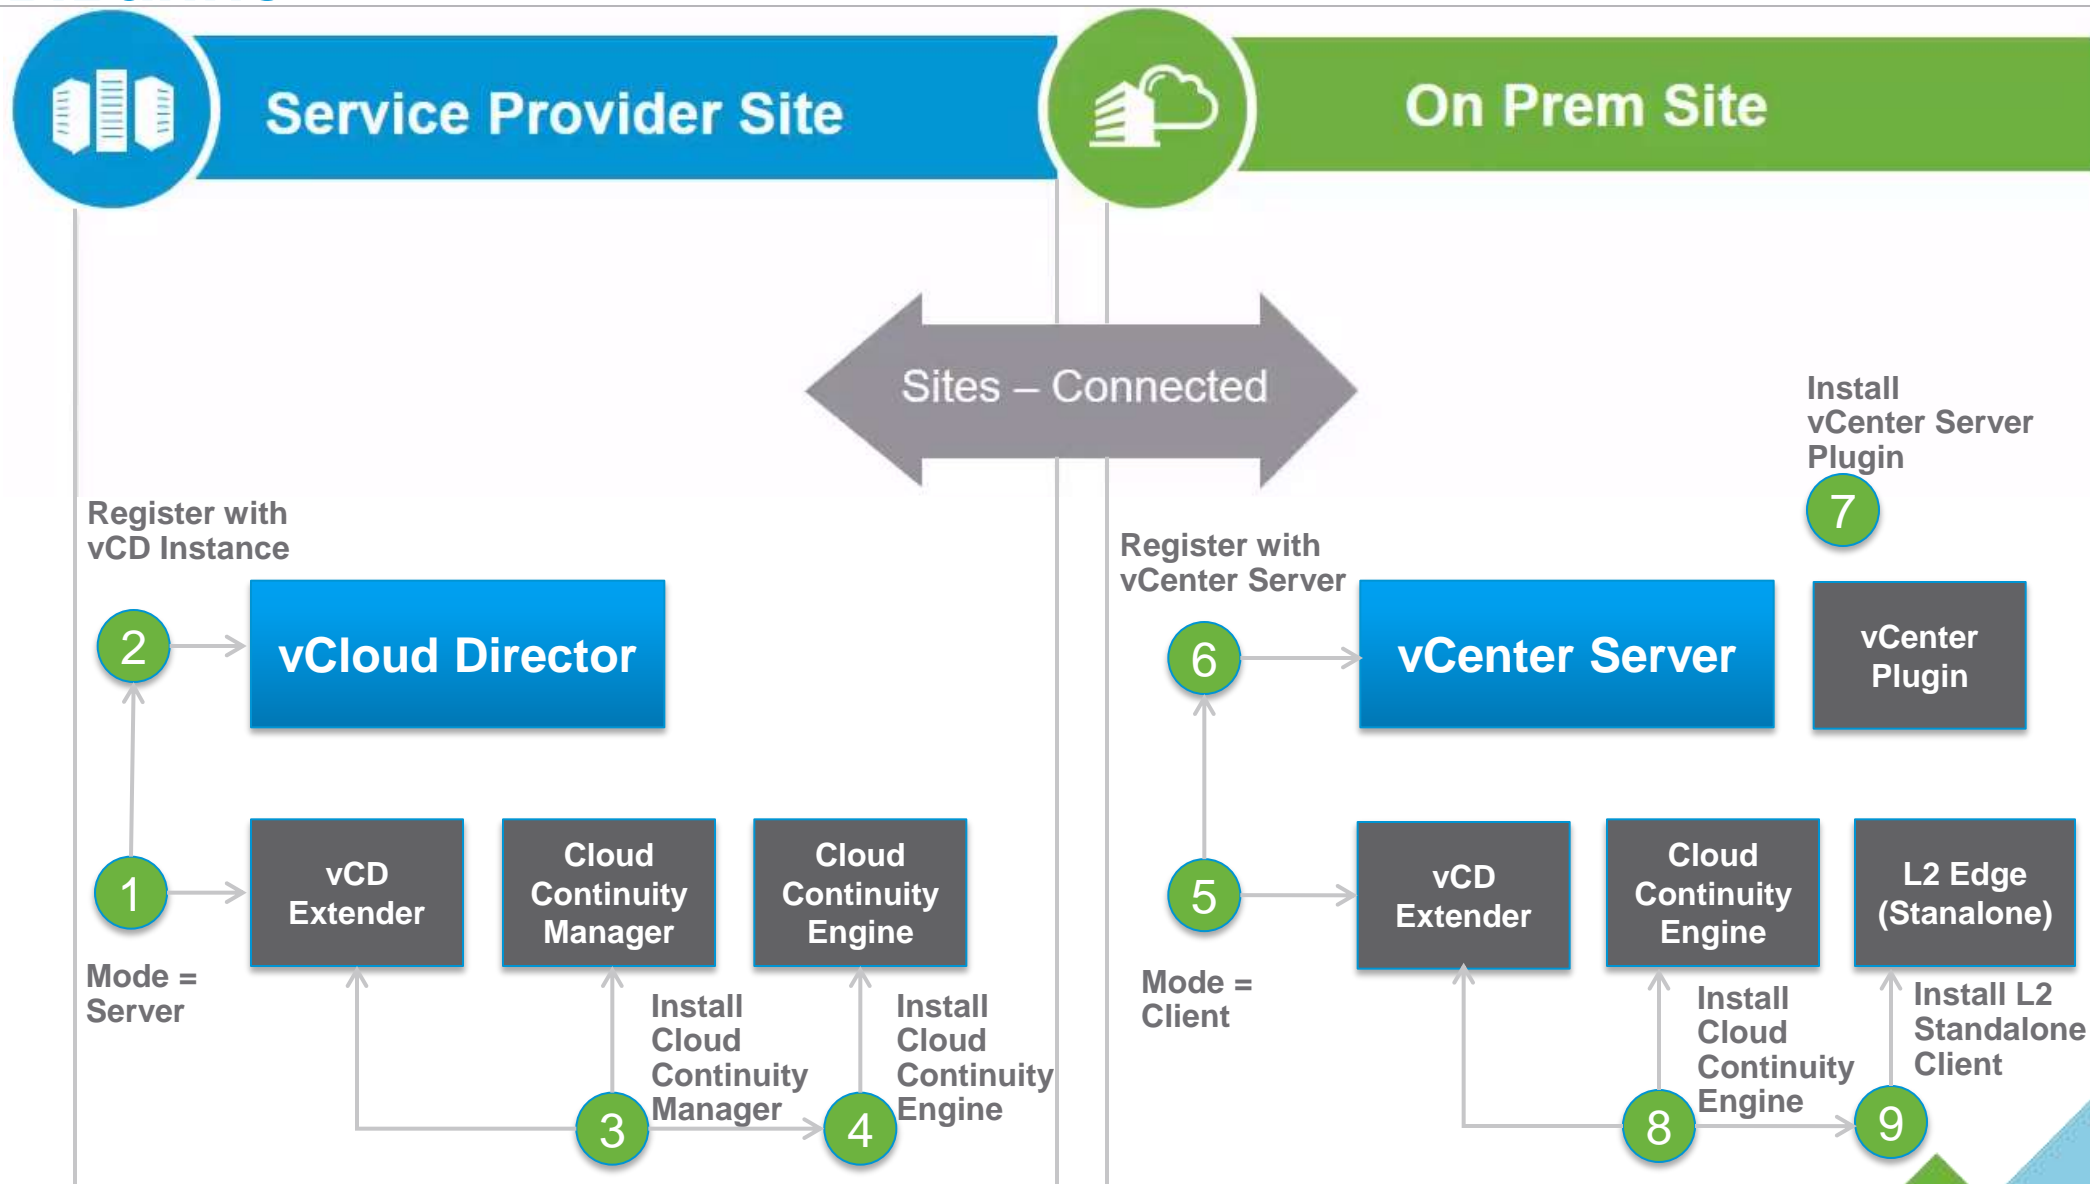 Service Provider Site
On Prem Site
Sites – Connected
Register with
vCD Instance
2
vCloud Director
1
vCD
Extender
Cloud
Continuity
Manager
Cloud
Continuity
Engine
Mode =
Server
Install
Cloud
Continuity
Manager
3
Install
Cloud
Continuity
Engine
4
Install
vCenter Server
Plugin
7
Register with
vCenter Server
6
vCenter Server
vCenter
Plugin
5
vCD
Extender
Cloud
Continuity
Engine
L2 Edge
(Stanalone)
Mode =
Client
Install
Cloud
Continuity
Engine
8
Install L2
Standalone
Client
9